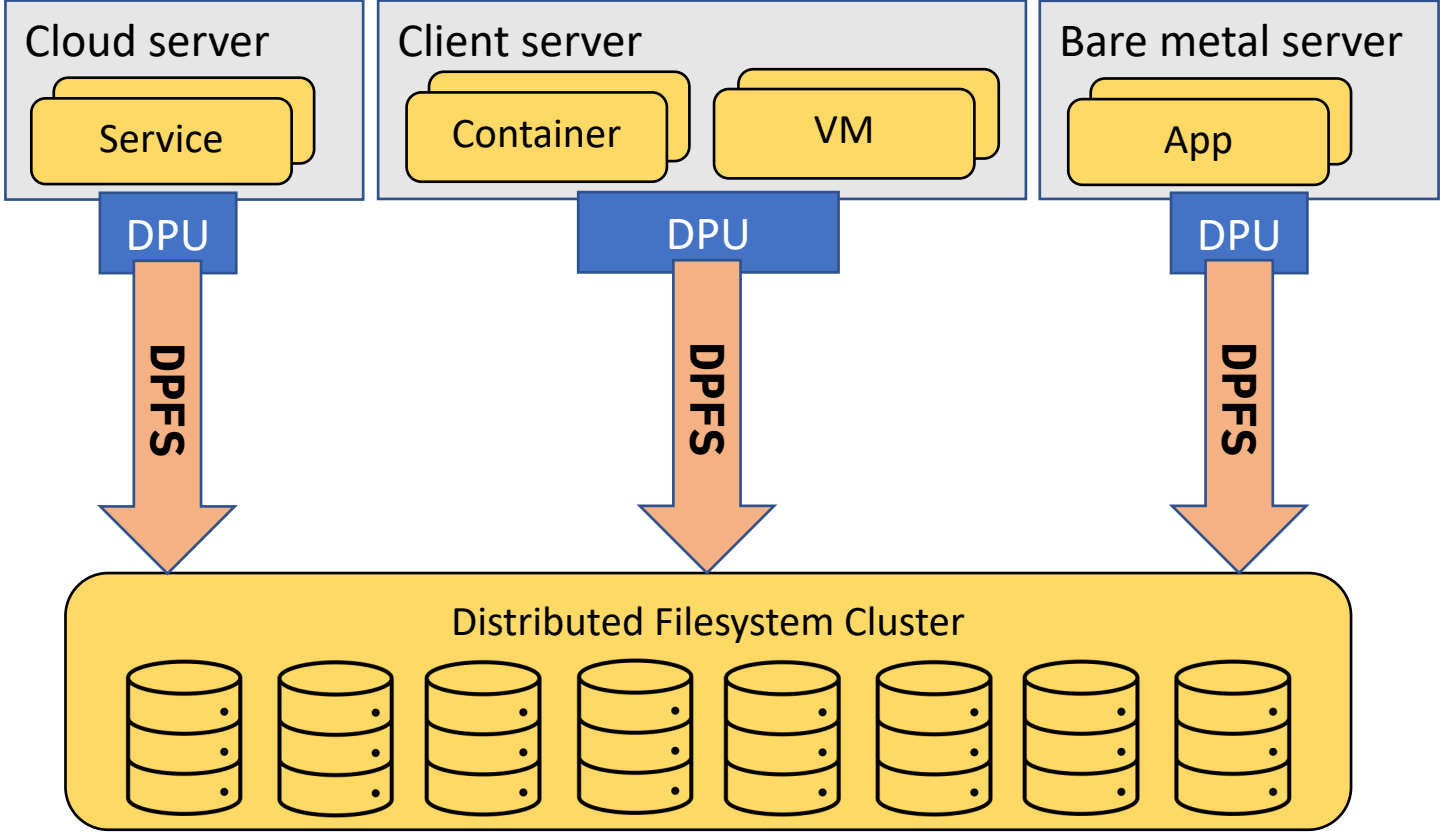 Cloud server
Service
DPU
DPFS
Client server
Container
VM
DPU
DPFS
Bare metal server
App
DPU
DPFS
Distributed Filesystem Cluster